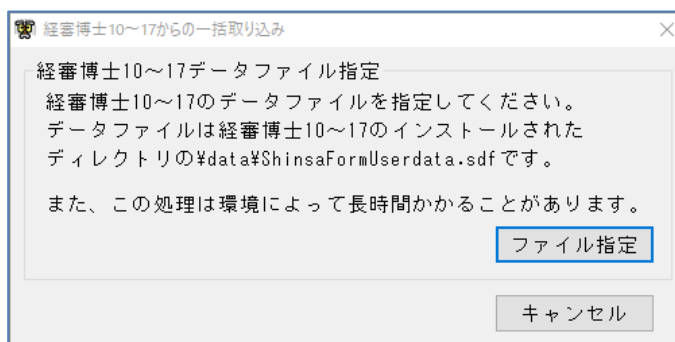 経審博士10～17からの一括取り込み
経審博士10～17データファイル指定
経審博士10～17のデータファイルを指定してください。
データファイルは経審博士10～17のインストールされた
ディレクトリの¥data¥ShinsaFormUserdata.sdfです。
また、この処理は環境によって長時間かかることがあります。
ファイル指定
キャンセル